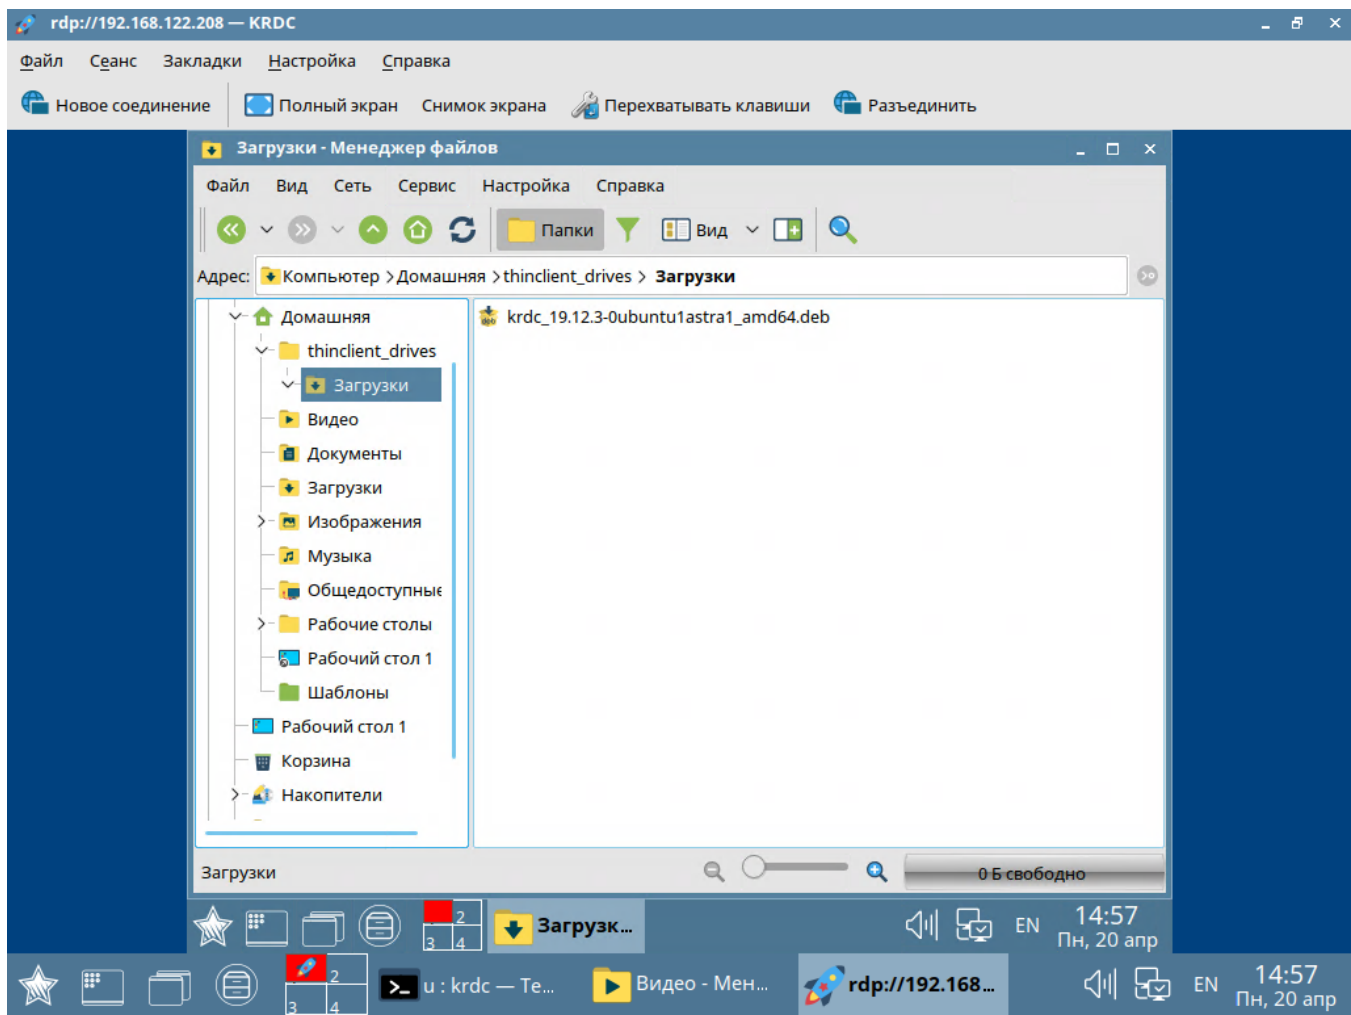 rdp://192.168.122.208 — KRDC
Файл Сеанс Закладки Настройка Справка
Новое соединение Полный экран Снимок экрана Перехватывать клавиши Разъединить
Загрузки - Менеджер файлов
Файл Вид Сеть Сервис Настройка Справка
Папки Вид
Адрес: Компьютер > Домашняя > thinclient_drives > Загрузки
Домашняя
krdc_19.12.3-0ubuntu1astra1_amd64.deb
thinclient_drives
Загрузки
Видео
Документы
Загрузки
Изображения
Музыка
Общедоступные
Рабочие столы
Рабочий стол 1
Шаблоны
Рабочий стол 1
Корзина
Накопители
Загрузки
0 Б свободно
2
3 4
Загрузк...
EN
14:57
Пн, 20 апр
2
3 4
u : krdc — Те...
Видео - Мен...
rdp://192.168...
EN
14:57
Пн, 20 апр